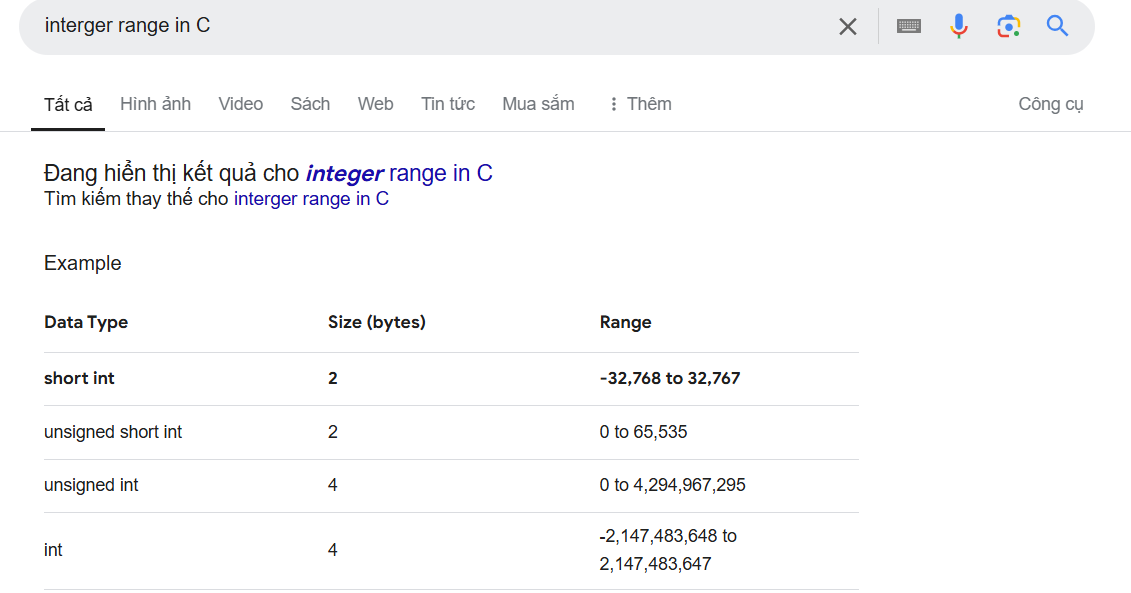 interger range in C
Tất cả Hình ảnh Video Sách Web Tin tức Mua sắm Thêm Công cụ
Đang hiển thị kết quả cho integer range in C
Tìm kiếm thay thế cho interger range in C
Example
Data Type Size (bytes) Range
short int 2 -32,768 to 32,767
unsigned short int 2 0 to 65,535
unsigned int 4 0 to 4,294,967,295
int 4 -2,147,483,648 to
2,147,483,647